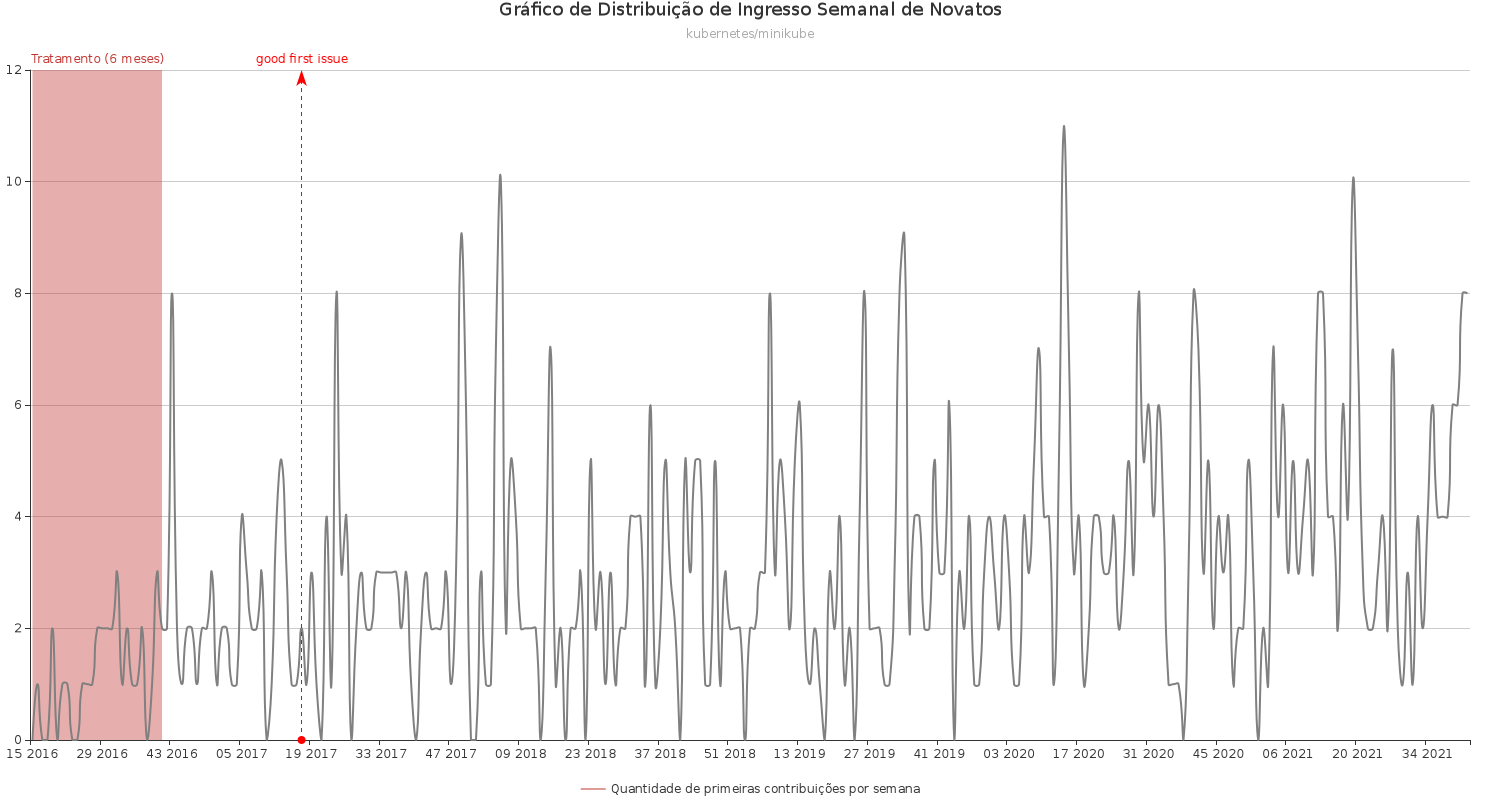 Gráfico de Distribuição de Ingresso Semanal de Novatos
kubernetes/minikube
Tratamento (6 meses)
good first issue
12
10
8
6
4
2
0
15 2016 29 2016 43 2016 05 2017 19 2017 33 2017 47 2017 09 2018 23 2018 37 2018 51 2018 13 2019 27 2019 41 2019 03 2020 17 2020 31 2020 45 2020 06 2021 20 2021 34 2021
Quantidade de primeiras contribuições por semana